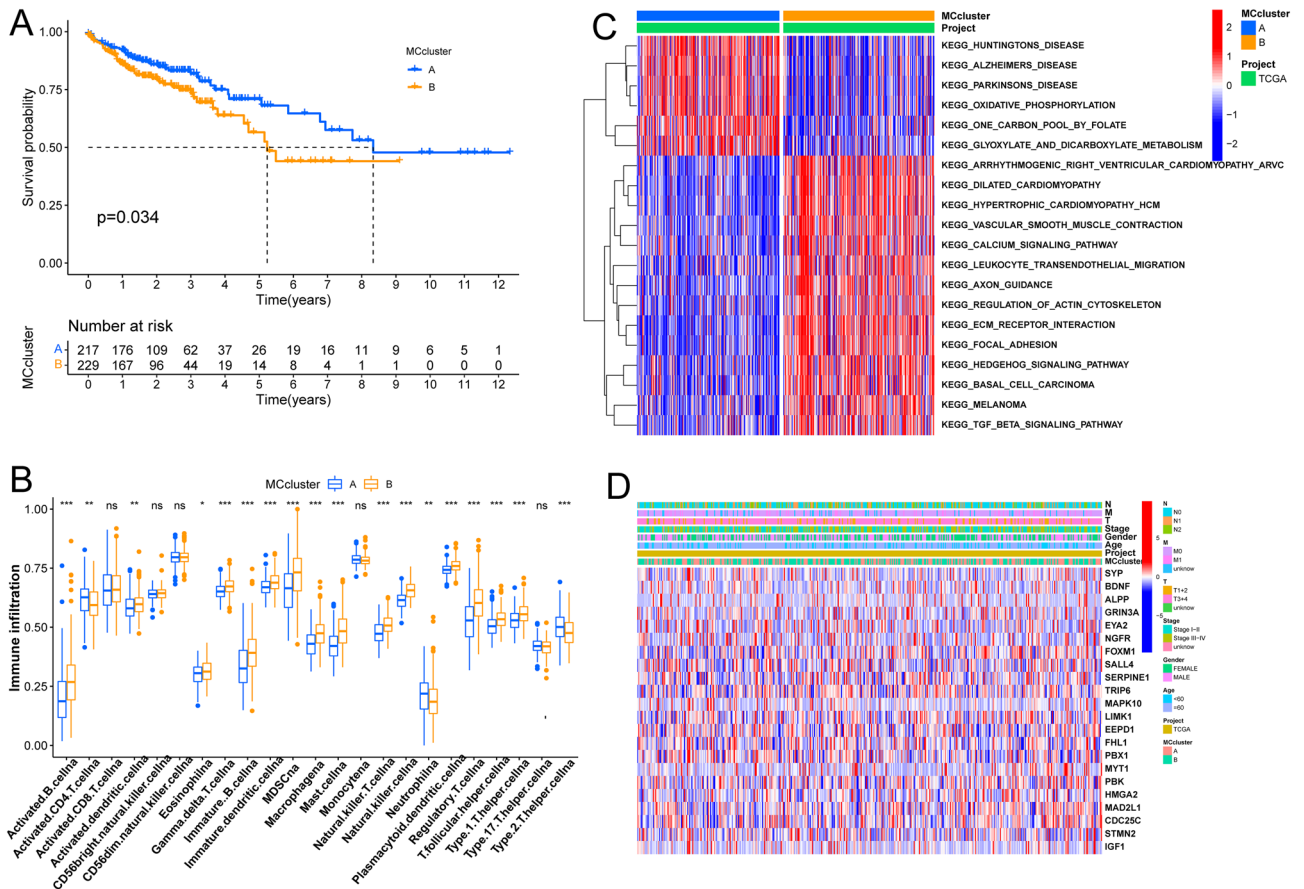 A
MCcluster
A
B
Survival probability
1.00
0.75
0.50
0.25
0.00
p=0.034
0 1 2 3 4 5 6 7 8 9 10 11 12
Time(years)
Number at risk
MCcluster
A 217 176 109 62 37 26 19 16 11 9 6 5 1
B 229 167 96 44 19 14 8 4 1 1 0 0 0
0 1 2 3 4 5 6 7 8 9 10 11 12
Time(years)
C
MCcluster
Project
KEGG_HUNTINGTONS_DISEASE
KEGG_ALZHEIMERS_DISEASE
KEGG_PARKINSONS_DISEASE
KEGG_OXIDATIVE_PHOSPHORYLATION
KEGG_ONE_CARBON_POOL_BY_FOLATE
KEGG_GLYOXYLATE_AND_DICARBOXYLATE_METABOLISM
KEGG_ARRHYTHMOGENIC_RIGHT_VENTRICULAR_CARDIOMYOPATHY_ARVC
KEGG_DILATED_CARDIOMYOPATHY
KEGG_HYPERTROPHIC_CARDIOMYOPATHY_HCM
KEGG_VASCULAR_SMOOTH_MUSCLE_CONTRACTION
KEGG_CALCIUM_SIGNALING_PATHWAY
KEGG_LEUKOCYTE_TRANSENDOTHELIAL_MIGRATION
KEGG_AXON_GUIDANCE
KEGG_REGULATION_OF_ACTIN_CYTOSKELETON
KEGG_ECM_RECEPTOR_INTERACTION
KEGG_FOCAL_ADHESION
KEGG_HEDGEHOG_SIGNALING_PATHWAY
KEGG_BASAL_CELL_CARCINOMA
KEGG_MELANOMA
KEGG_TGF_BETA_SIGNALING_PATHWAY
2
1
0
−1
−2
MCcluster
A
B
Project
TCGA
B
MCcluster A B
*** ** ns ** ns ns * *** *** *** *** *** *** ns *** *** ** *** *** *** *** ns ***
Immune infiltration
1.00
0.75
0.50
0.25
0.00
Activated.B.cellna
Activated.CD4.T.cellna
Activated.CD8.T.cellna
Activated.dendritic.cellna
CD56bright.natural.killer.cellna
CD56dim.natural.killer.cellna
Eosinophilna
Gamma.delta.T.cellna
Immature..B.cellna
Immature.dendritic.cellna
MDSCna
Macrophagena
Mast.cellna
Monocytena
Natural.killer.T.cellna
Natural.killer.cellna
Neutrophilna
Plasmacytoid.dendritic.cellna
Regulatory.T.cellna
T.follicular.helper.cellna
Type.1.T.helper.cellna
Type.17.T.helper.cellna
Type.2.T.helper.cellna
D
N
M
T
Stage
Gender
Age
Project
MCcluster
SYP
BDNF
ALPP
GRIN3A
EYA2
NGFR
FOXM1
SALL4
SERPINE1
TRIP6
MAPK10
LIMK1
EEPD1
FHL1
PBX1
MYT1
PBK
HMGA2
MAD2L1
CDC25C
STMN2
IGF1
5
0
−5
N
N0
N1
N2
M
M0
M1
unknow
T
T1+2
T3+4
unknow
Stage
Stage I−II
Stage III−IV
unknow
Gender
FEMALE
MALE
Age
Project
TCGA
MCcluster
A
B